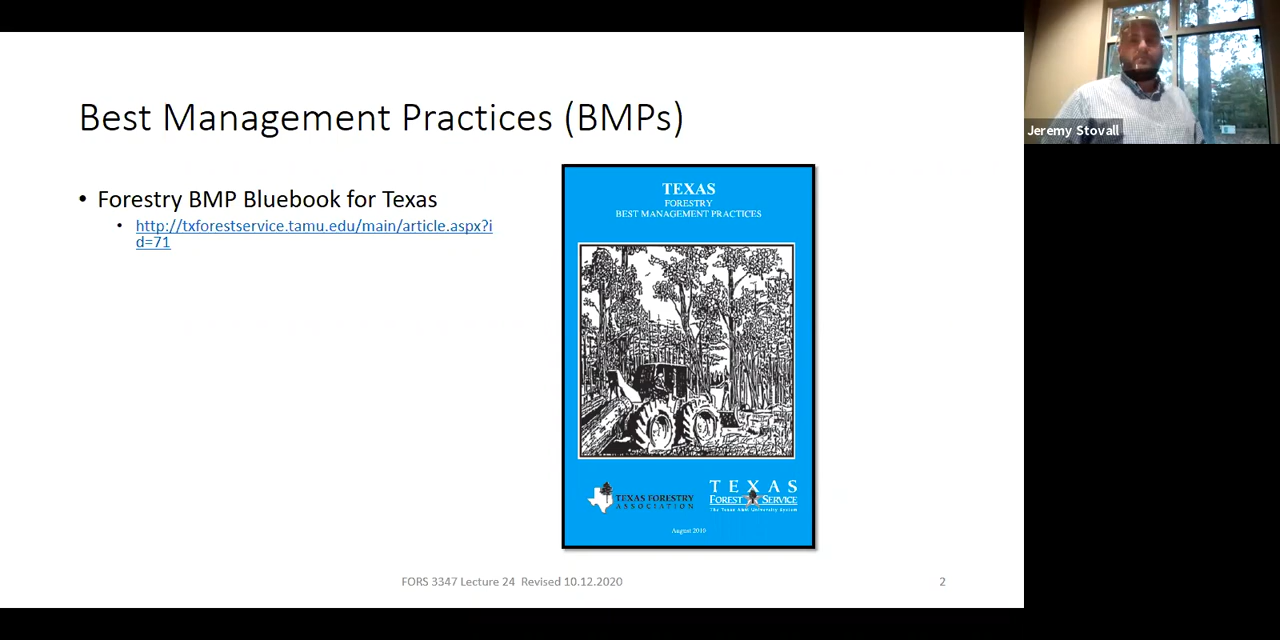 Best Management Practices (BMPs)
• Forestry BMP Bluebook for Texas
• http://txforestservice.tamu.edu/main/article.aspx?i
d=71
TEXAS
FORESTRY
BEST MANAGEMENT PRACTICES
TEXAS FORESTRY
ASSOCIATION
TEXAS
FOREST SERVICE
The Texas A&M University System
August 2010
FORS 3347 Lecture 24 Revised 10.12.2020
2
Jeremy Stovall